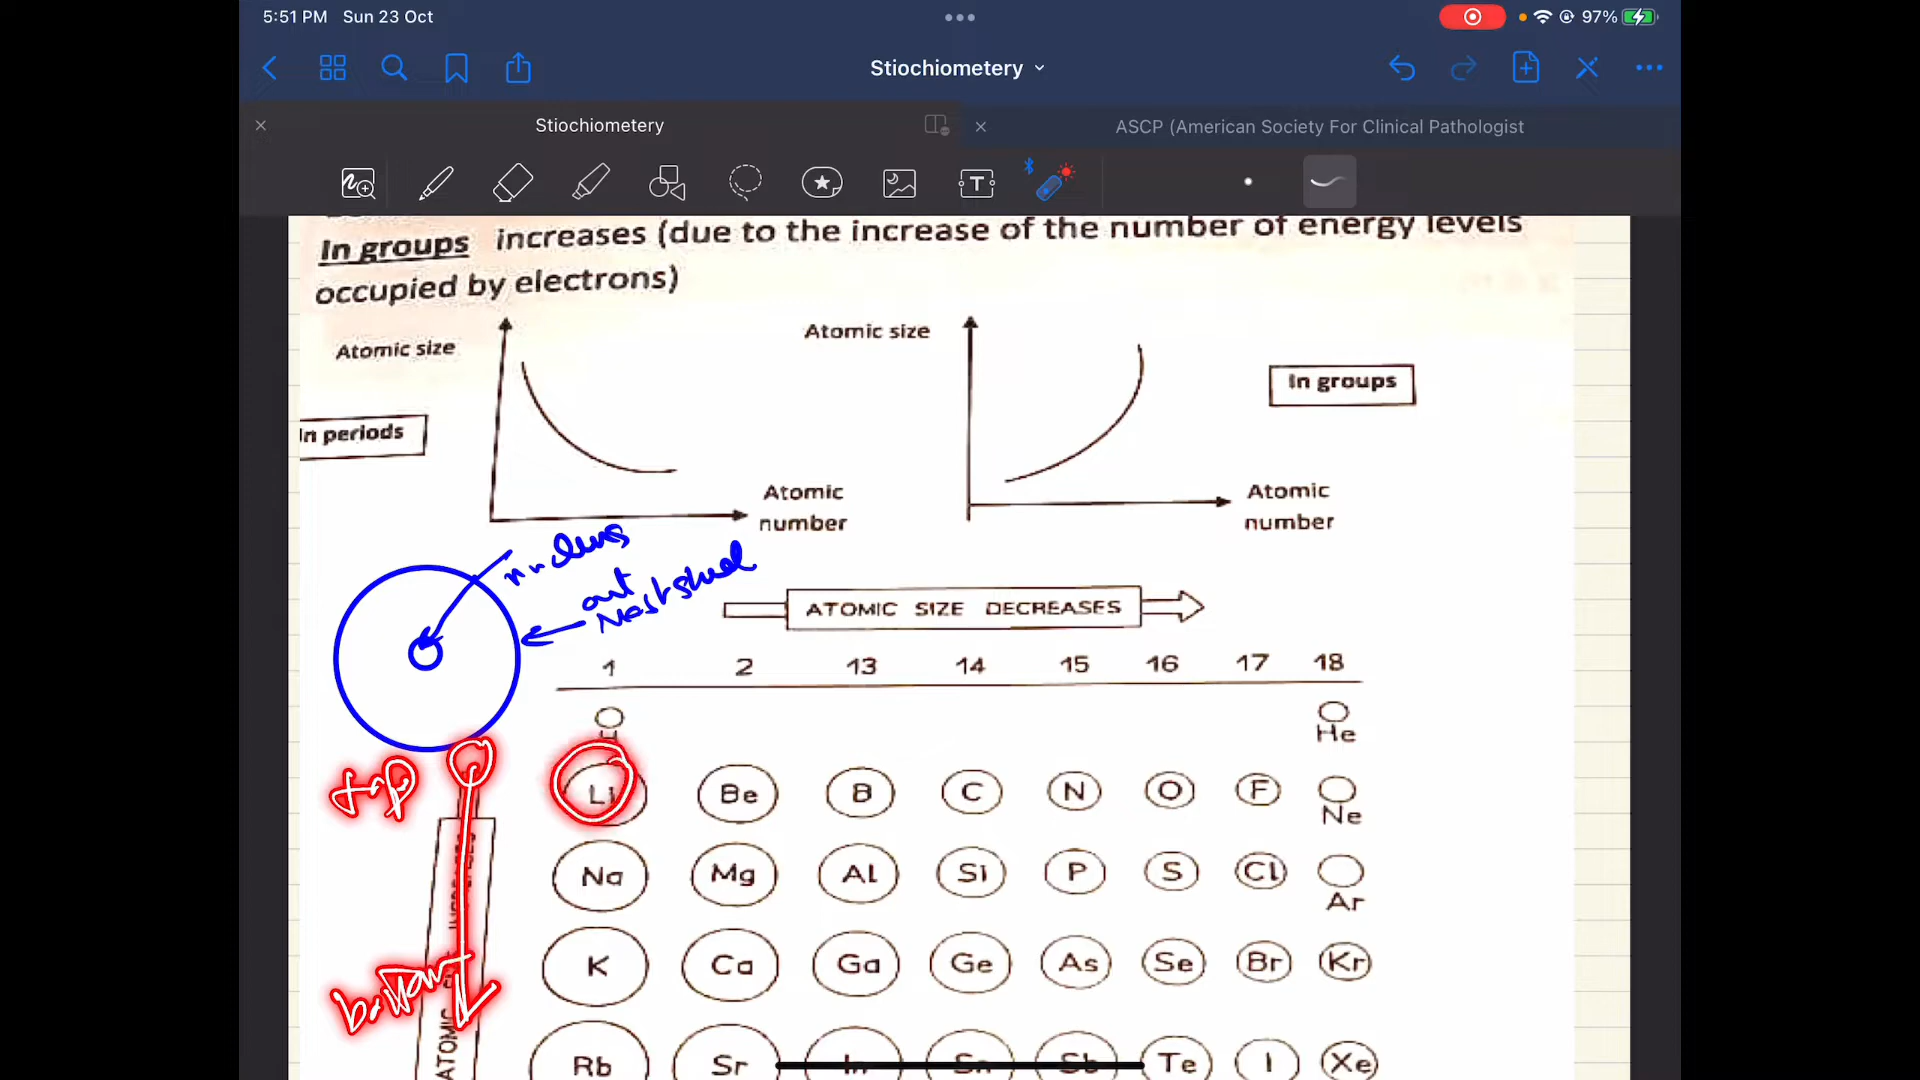 5:51 PM Sun 23 Oct
97%
Stiochiometery
Stiochiometery
ASCP (American Society For Clinical Pathologist
In groups increases (due to the increase of the number of energy levels
occupied by electrons)
Atomic size
Atomic size
In groups
In periods
Atomic
number
Atomic
number
nucleus
out
Most shell
ATOMIC SIZE DECREASES
1 2 13 14 15 16 17 18
H He
top
Li Be B C N O F Ne
Na Mg Al Si P S Cl Ar
bottom
K Ca Ga Ge As Se Br Kr
ATOMIC
Rb Sr In Sn Sb Te I Xe